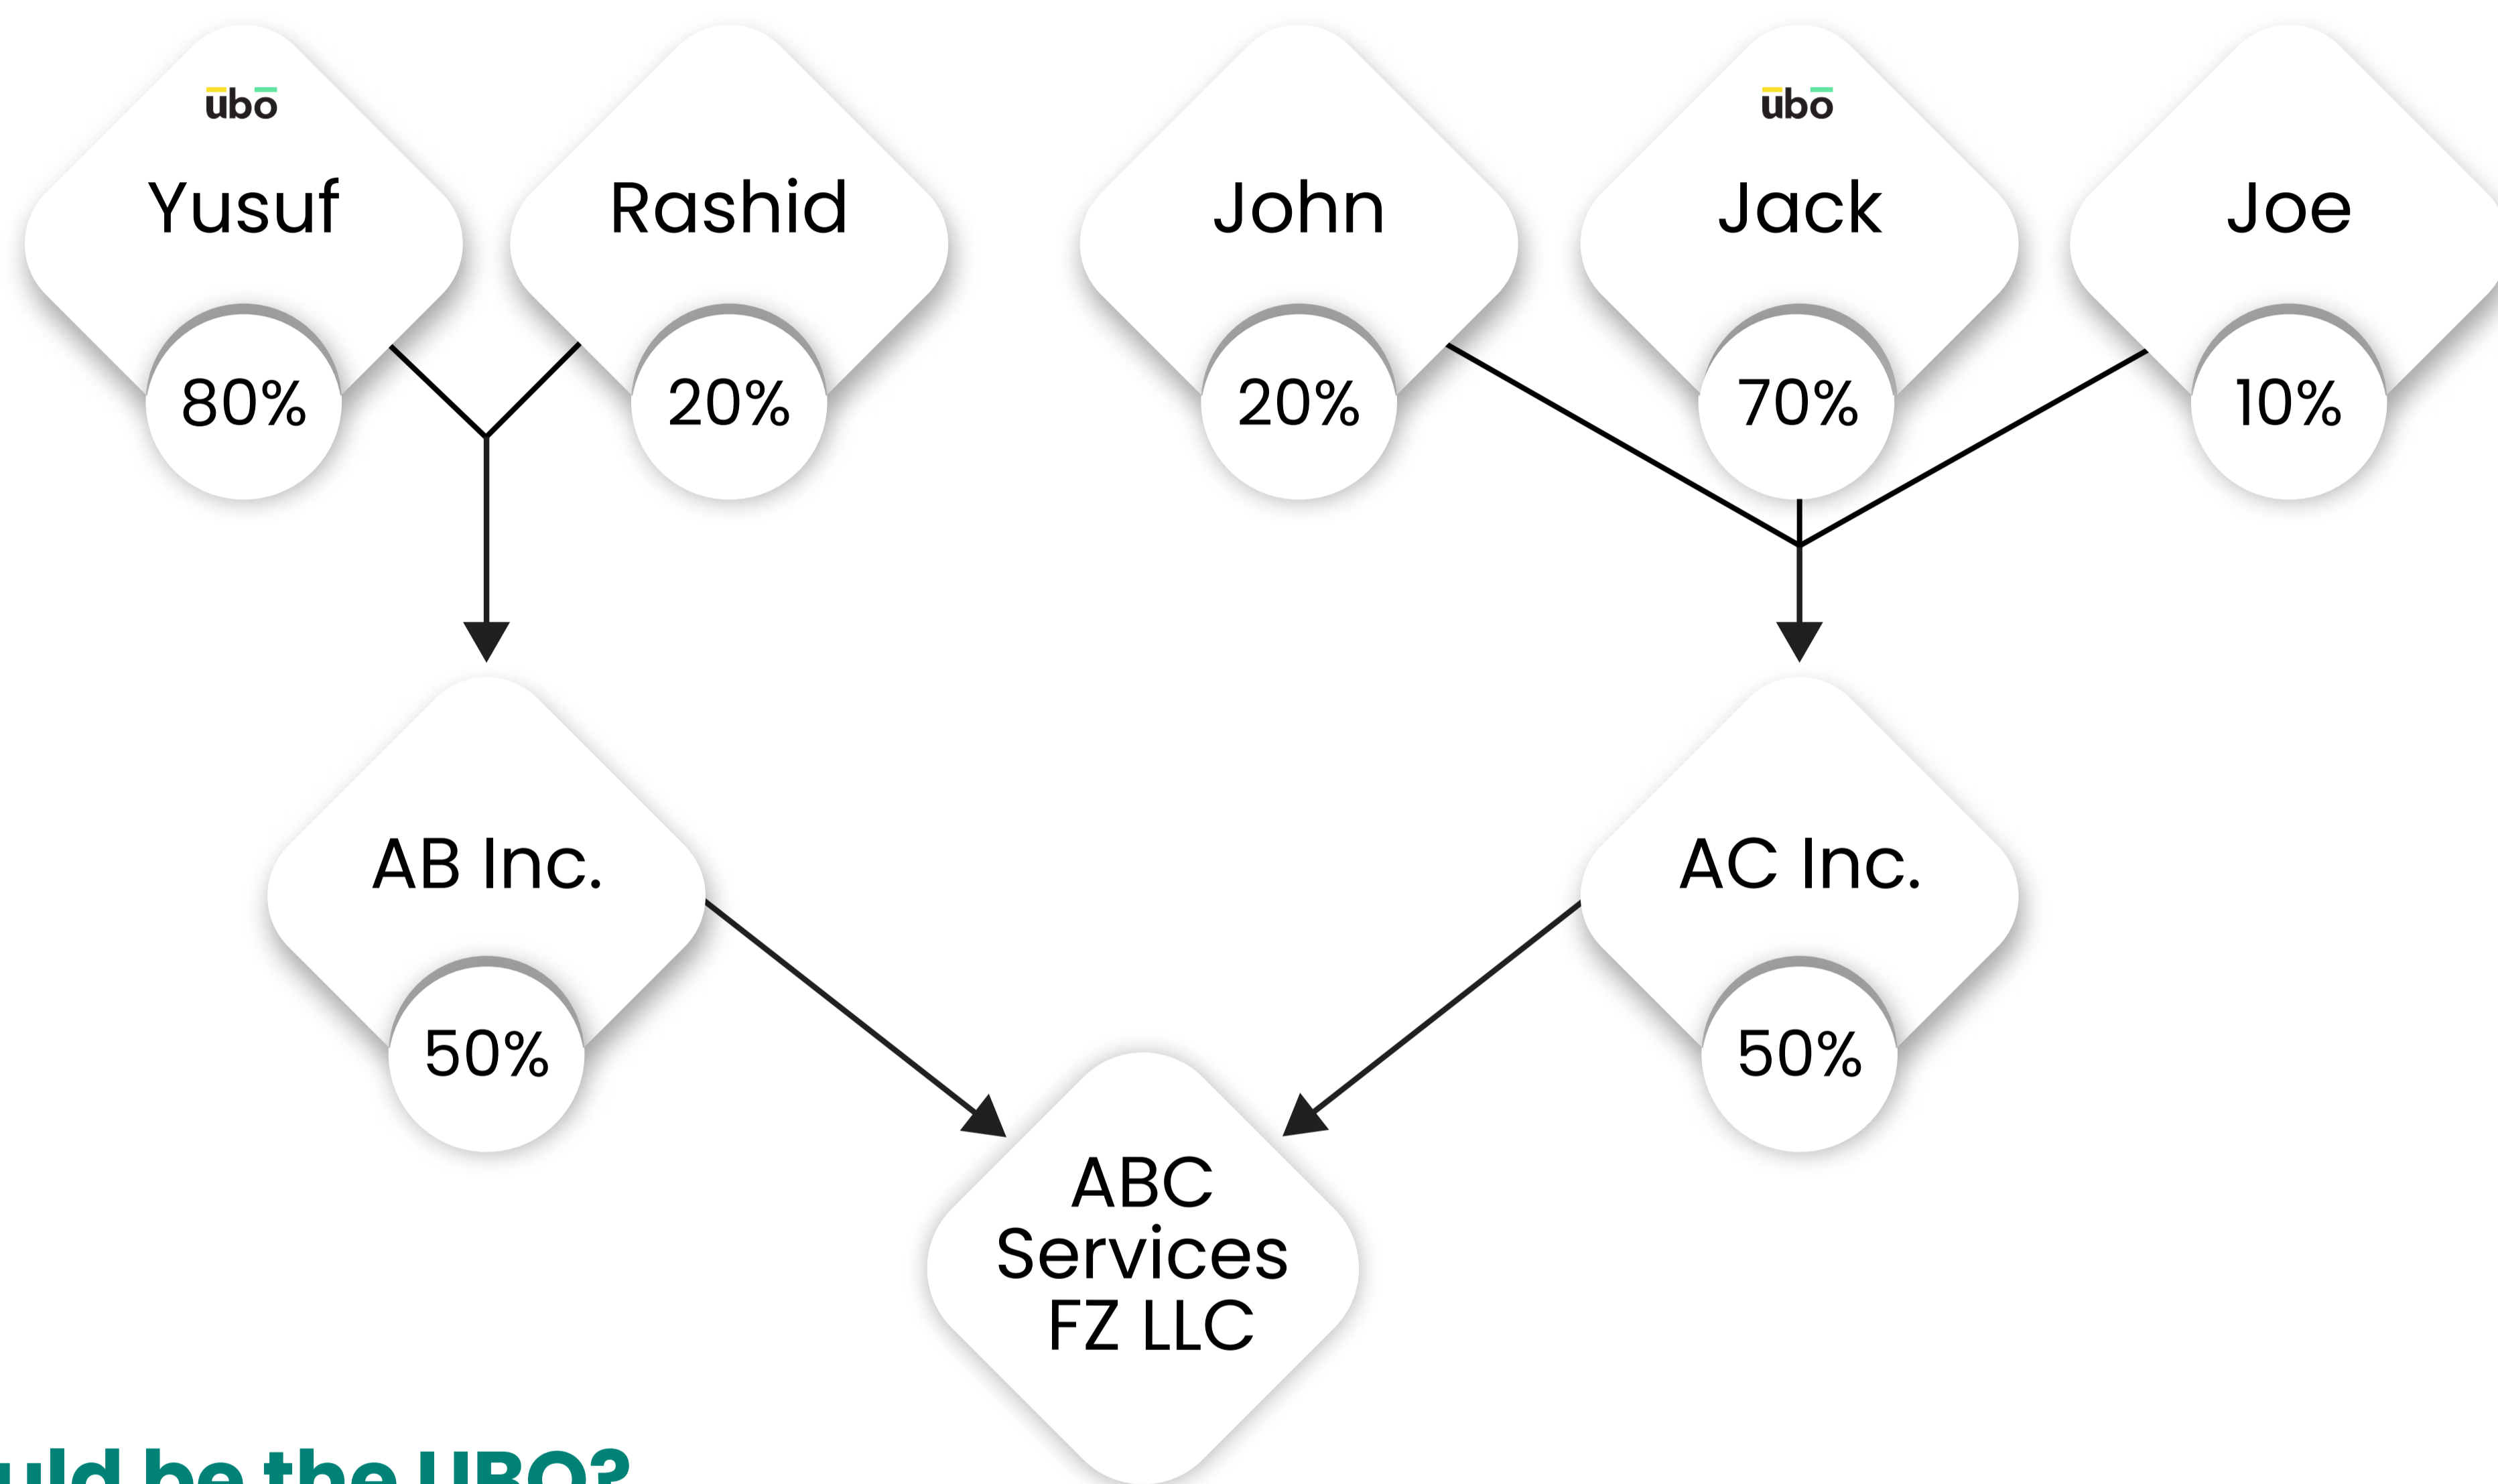 ubo
ubo
Yusuf
Rashid
John
Jack
Joe
80%
20%
20%
70%
10%
AB Inc.
AC Inc.
50%
50%
ABC
Services
FZ LLC
be the UBO?